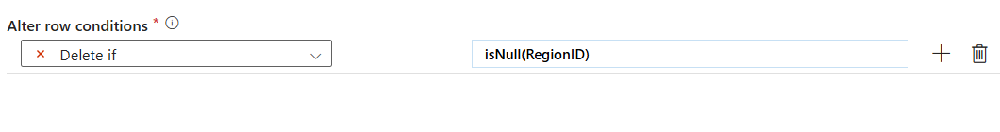 Alter row conditions *
Delete if
isNull(RegionID)